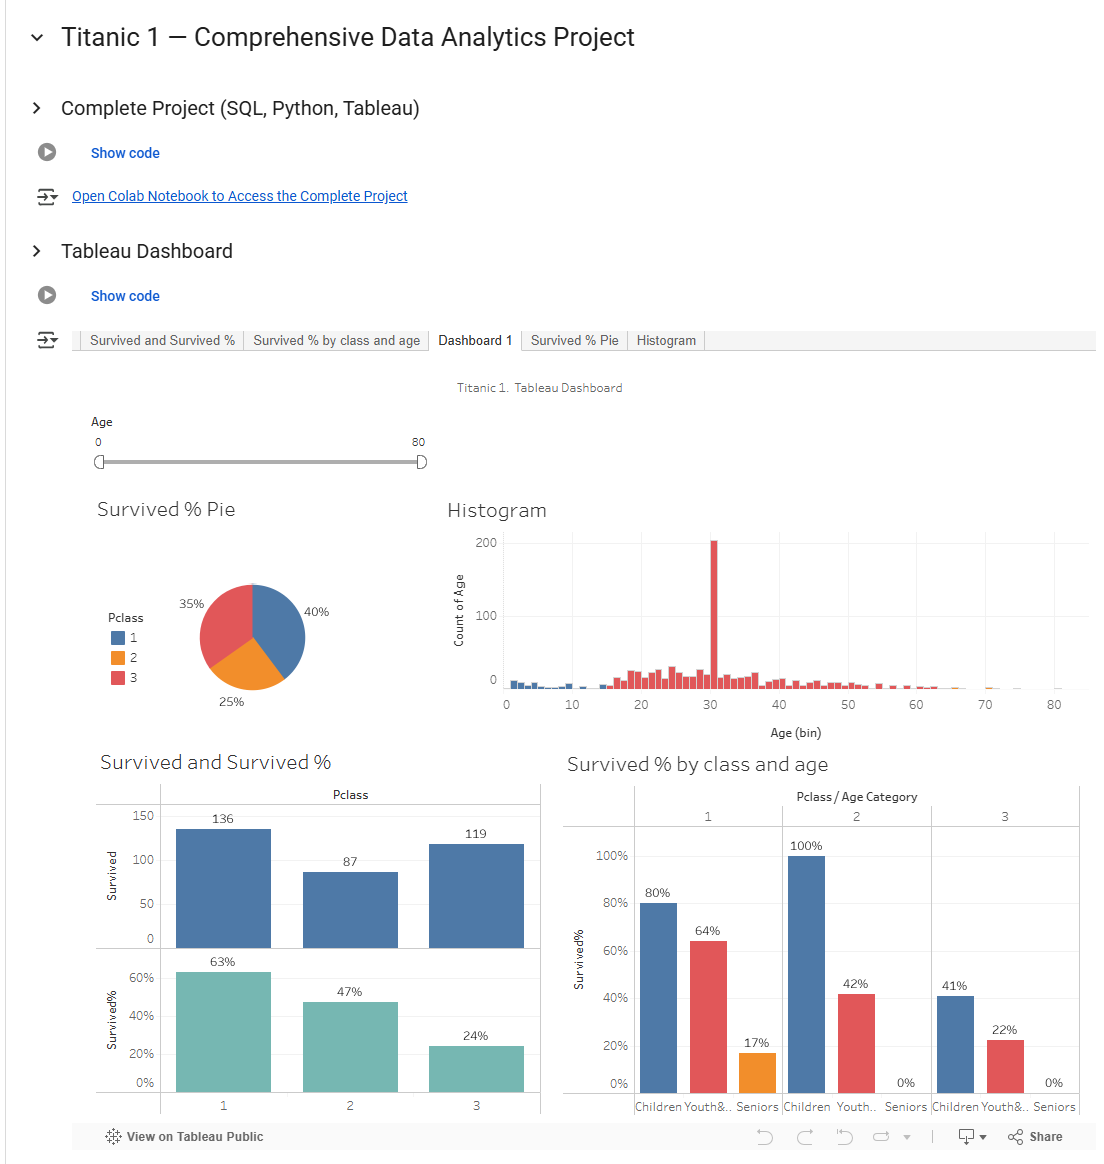 Titanic 1 — Comprehensive Data Analytics Project
Complete Project (SQL, Python, Tableau)
Show code
Open Colab Notebook to Access the Complete Project
Tableau Dashboard
Show code
Survived and Survived % Survived % by class and age Dashboard 1 Survived % Pie Histogram
Titanic 1. Tableau Dashboard
Age
0 80
Survived % Pie
Pclass
1
2
3
35%
40%
25%
Histogram
Count of Age
200
100
0
0 10 20 30 40 50 60 70 80
Age (bin)
Survived and Survived %
Pclass
Survived
150
100
50
0
136
87
119
Survived%
60%
40%
20%
0%
63%
47%
24%
1 2 3
Survived % by class and age
Pclass / Age Category
1 2 3
Survived%
100%
80%
60%
40%
20%
0%
80%
64%
17%
100%
42%
0%
41%
22%
0%
Children Youth&.. Seniors Children Youth.. Seniors Children Youth&.. Seniors
View on Tableau Public
Share